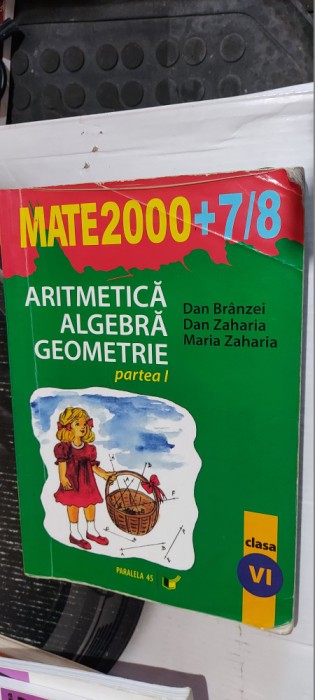 MATE2000+7/8
ARITMETICĂ
ALGEBRĂ
GEOMETRIE
partea I
Dan Brânzei
Dan Zaharia
Maria Zaharia
clasa
VI
PARALELA 45